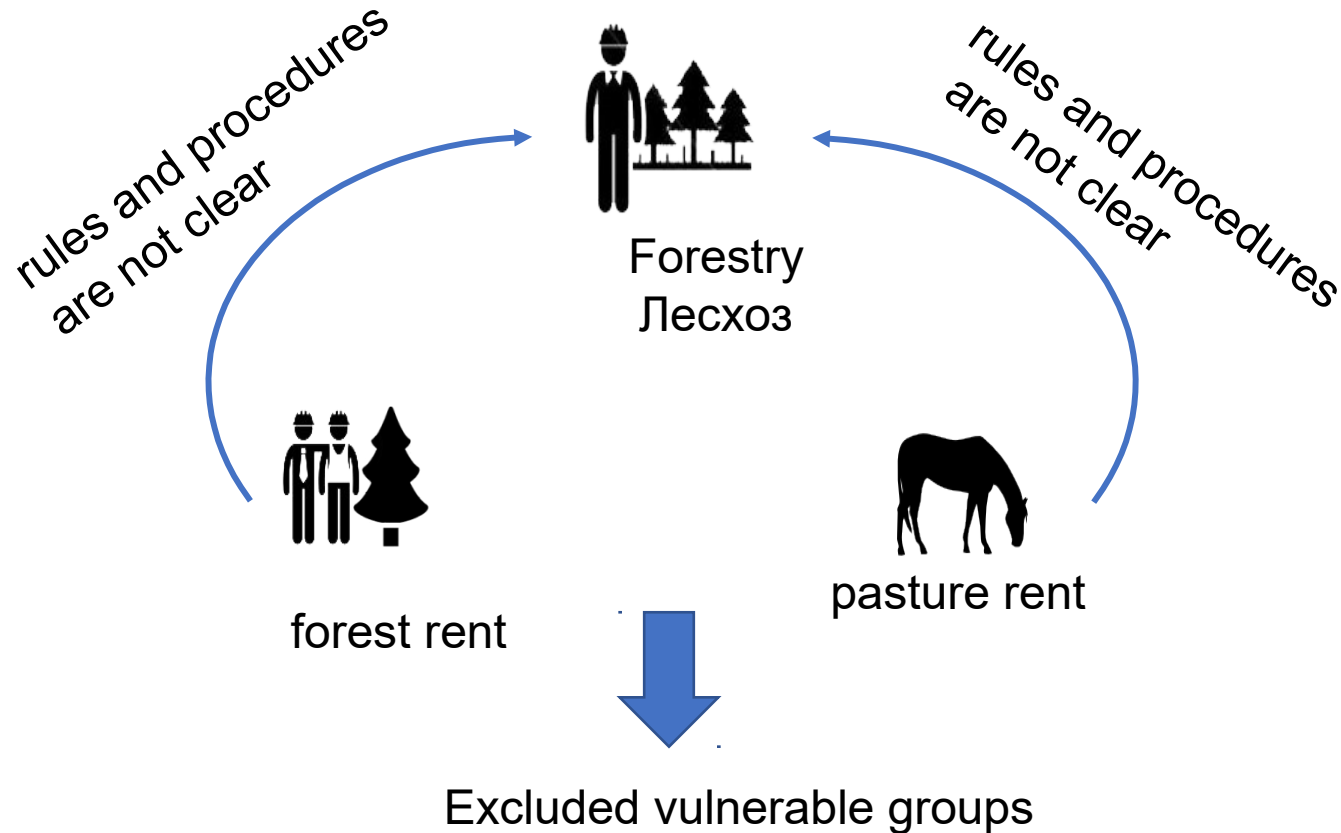 rules and procedures
are not clear
rules and procedures
are not clear
Forestry
Лесхоз
forest rent
pasture rent
Excluded vulnerable groups